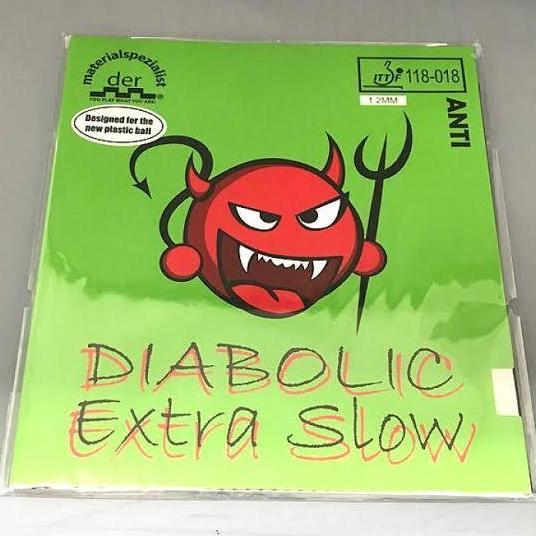 materialspezialist
der
YOU PLAY WHAT YOU ARE!
®
Designed for the
new plastic ball
ITTF 118-018
1.2MM
ANTI
DIABOLIC
Extra Slow